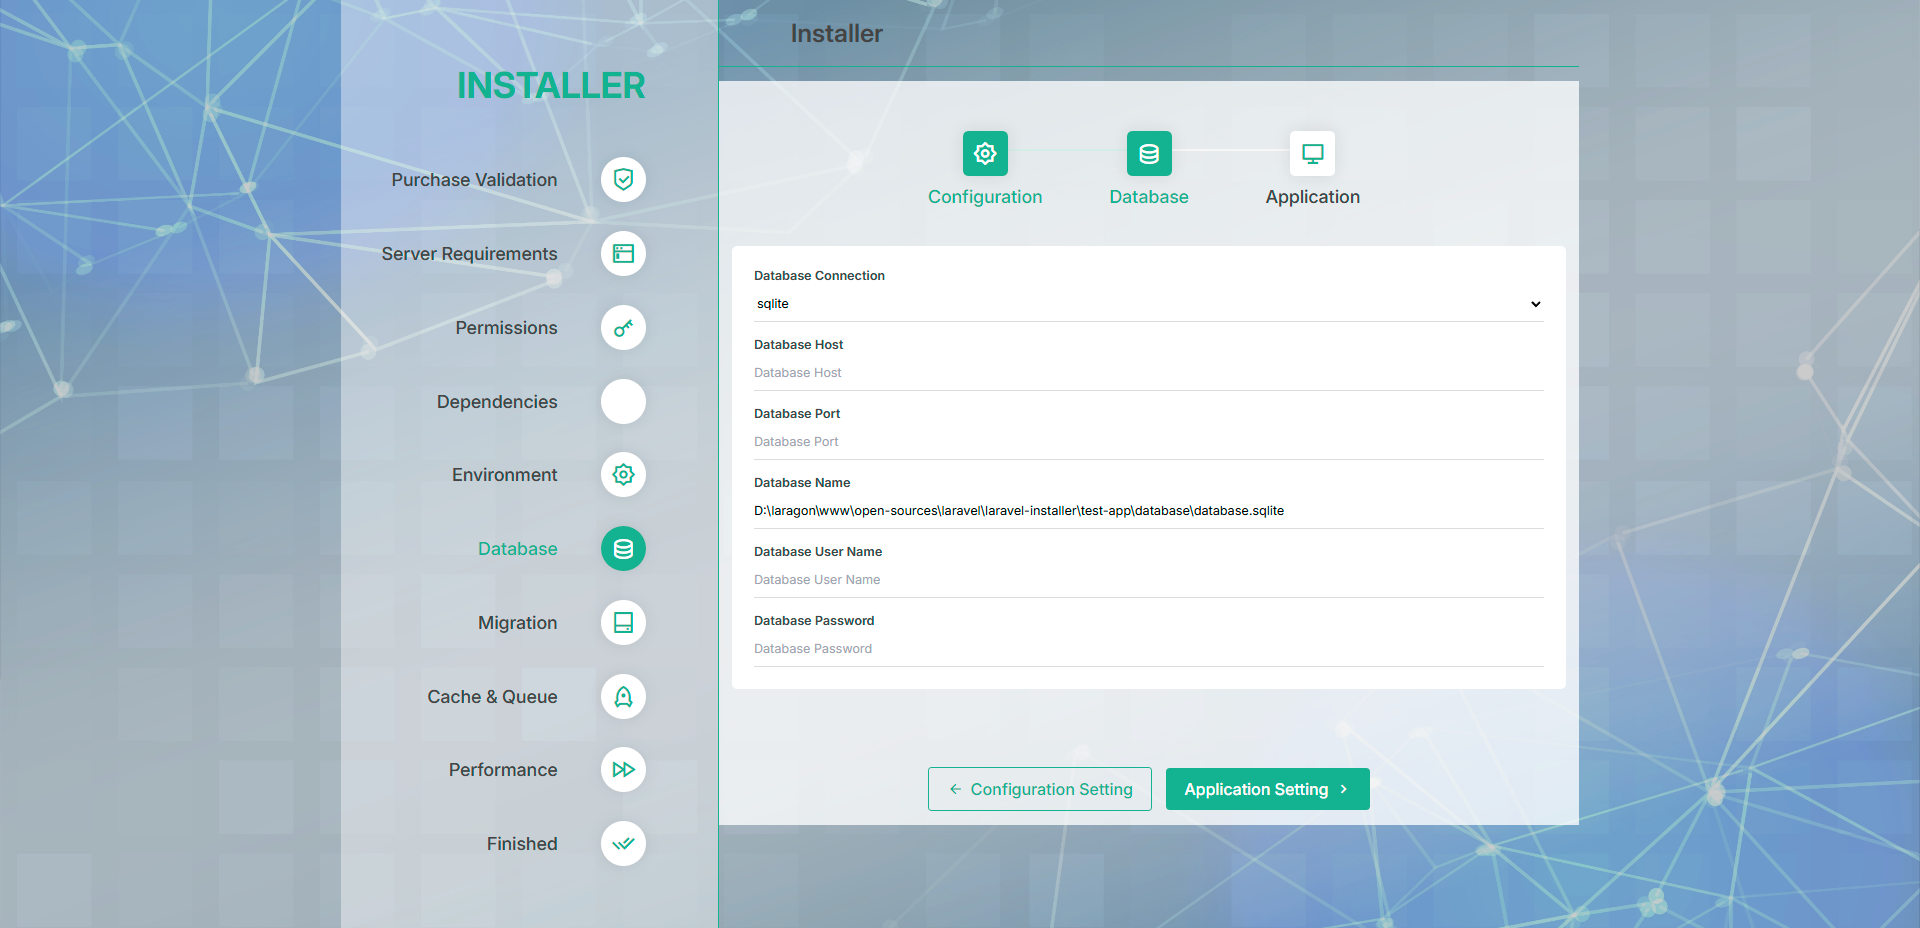 INSTALLER
Purchase Validation
Server Requirements
Permissions
Dependencies
Environment
Database
Migration
Cache & Queue
Performance
Finished
Installer
Configuration
Database
Application
Database Connection
sqlite
Database Host
Database Host
Database Port
Database Port
Database Name
D:\laragon\www\open-sources\laravel\laravel-installer\test-app\database\database.sqlite
Database User Name
Database User Name
Database Password
Database Password
Configuration Setting
Application Setting